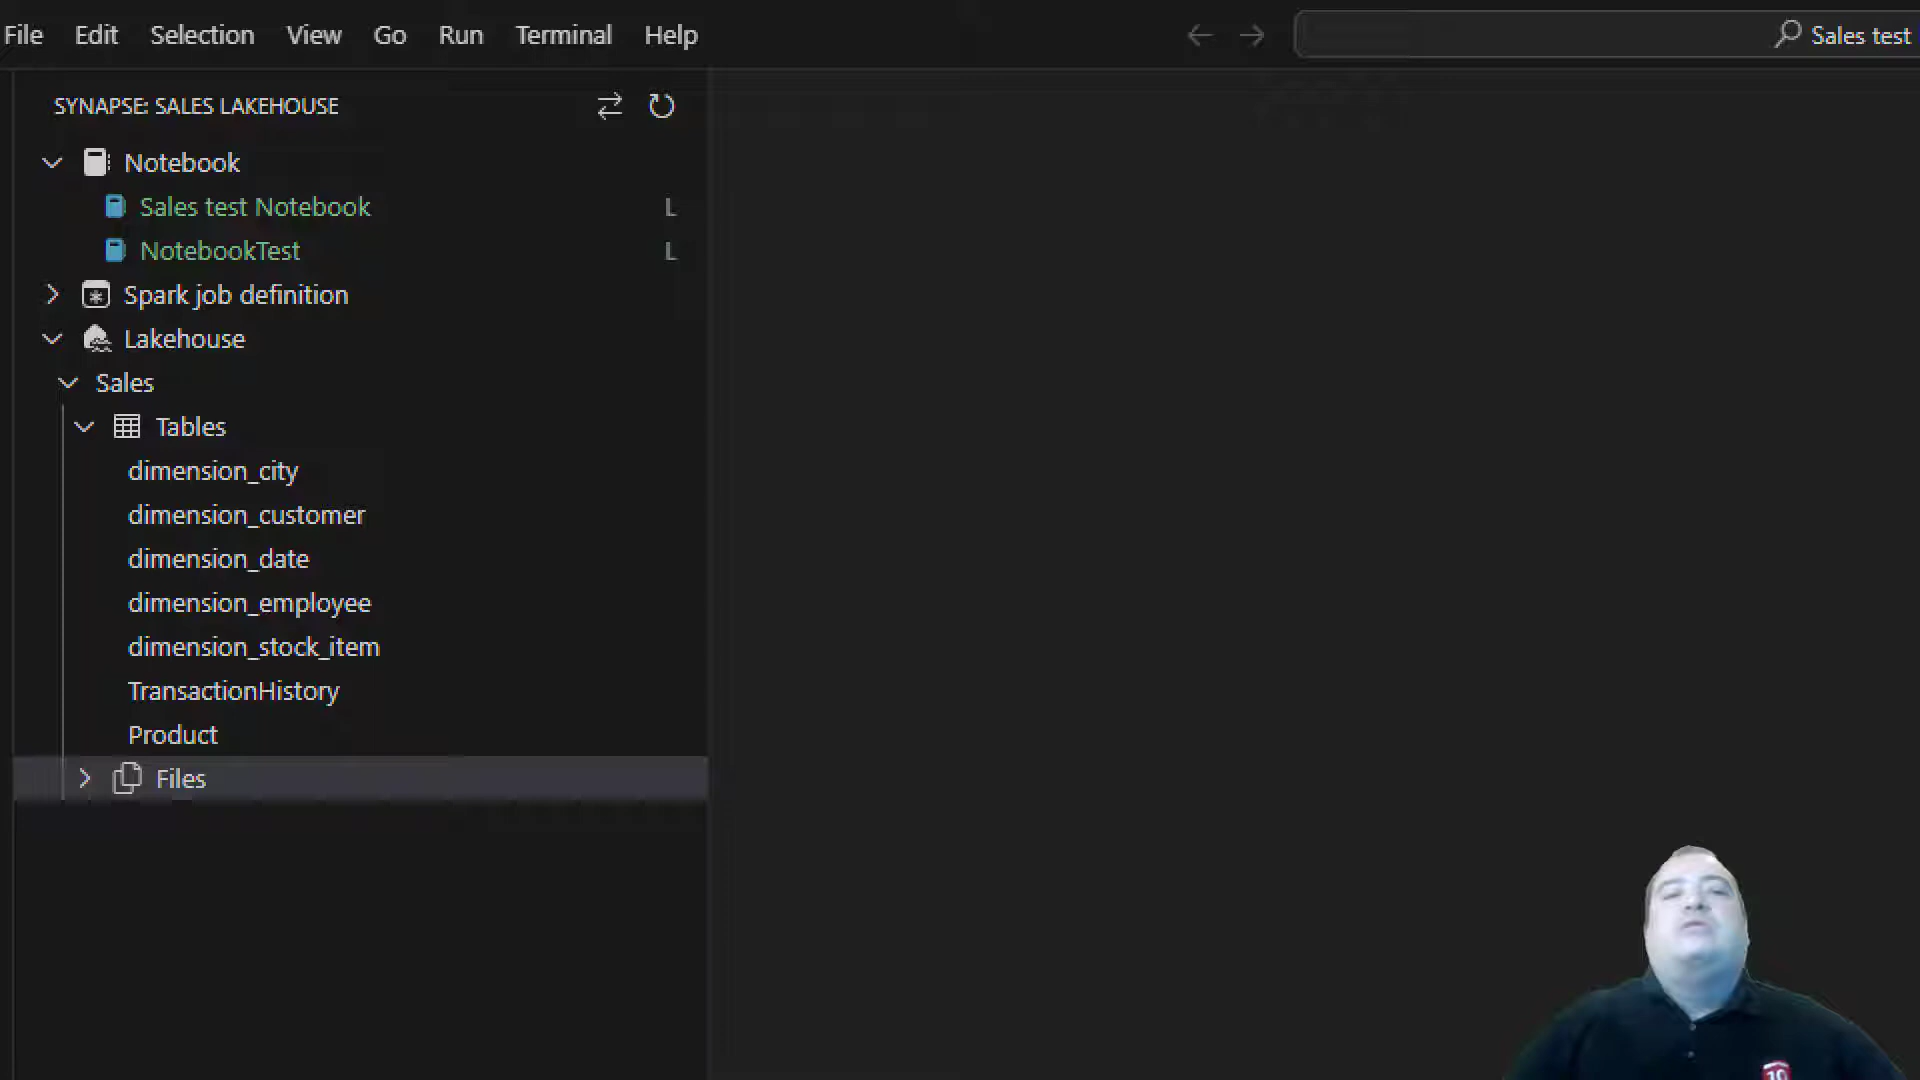 File Edit Selection View Go Run Terminal Help Sales test
SYNAPSE: SALES LAKEHOUSE
Notebook
Sales test Notebook L
NotebookTest L
Spark job definition
Lakehouse
Sales
Tables
dimension_city
dimension_customer
dimension_date
dimension_employee
dimension_stock_item
TransactionHistory
Product
Files
10